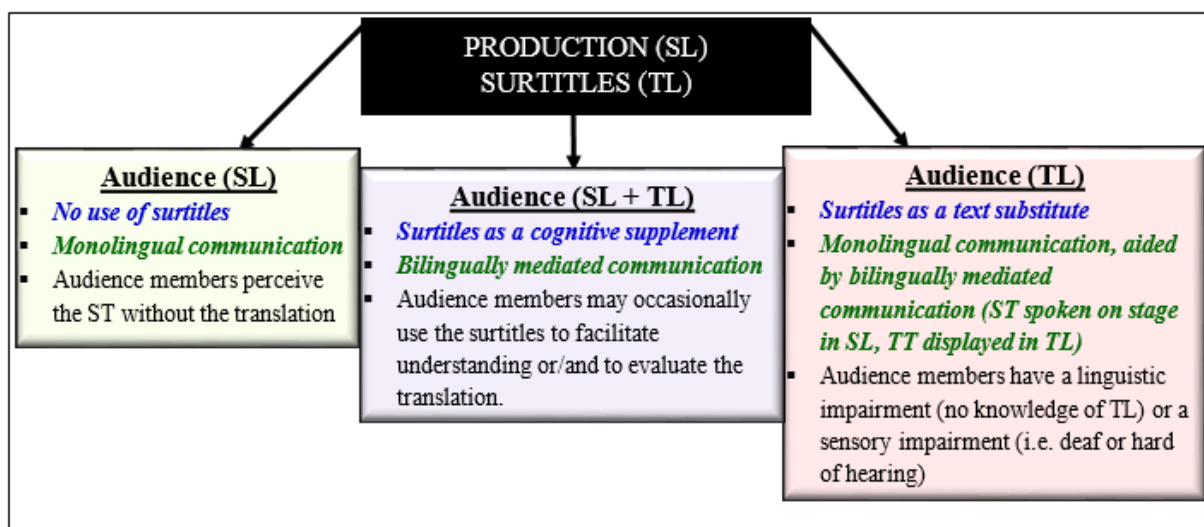 PRODUCTION (SL)
SURTITLES (TL)
Audience (SL)
▪ No use of surtitles
▪ Monolingual communication
▪ Audience members perceive
the ST without the translation
Audience (SL + TL)
▪ Surtitles as a cognitive supplement
▪ Bilingually mediated communication
▪ Audience members may occasionally
use the surtitles to facilitate
understanding or/and to evaluate the
translation.
Audience (TL)
▪ Surtitles as a text substitute
▪ Monolingual communication, aided
by bilingually mediated
communication (ST spoken on stage
in SL, TT displayed in TL)
▪ Audience members have a linguistic
impairment (no knowledge of TL) or a
sensory impairment (i.e. deaf or hard
of hearing)